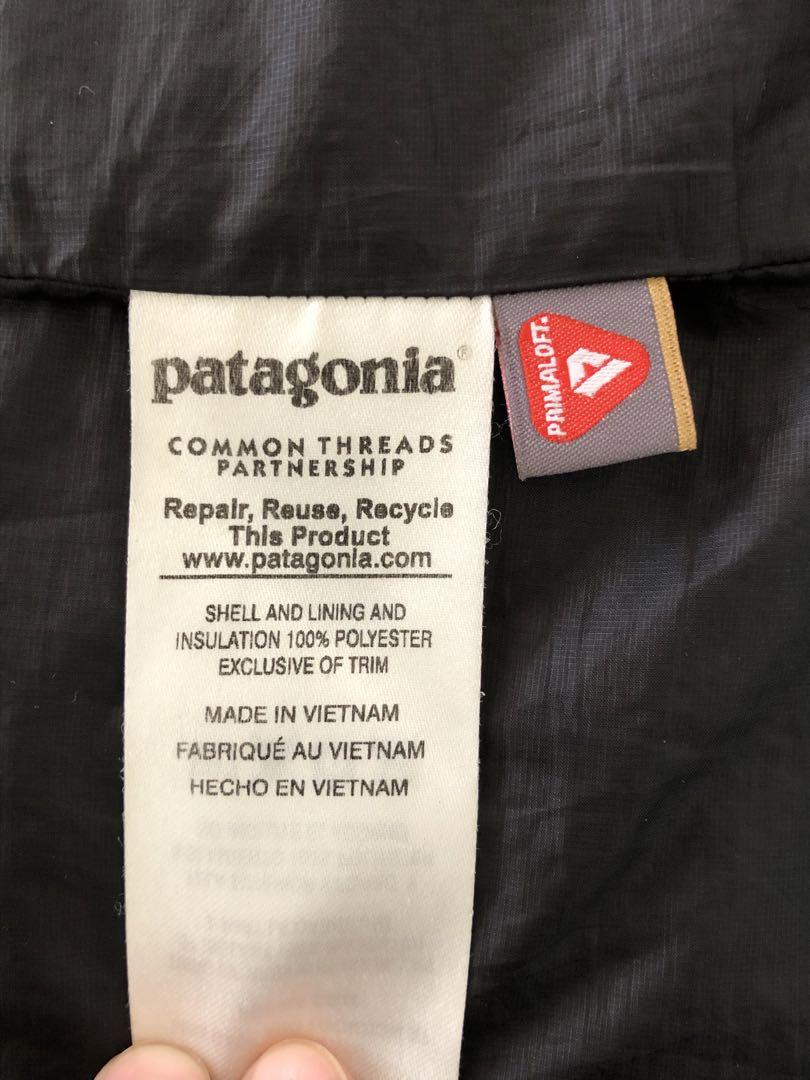 patagonia®
COMMON THREADS
PARTNERSHIP
Repair, Reuse, Recycle
This Product
www.patagonia.com
SHELL AND LINING AND
INSULATION 100% POLYESTER
EXCLUSIVE OF TRIM
MADE IN VIETNAM
FABRIQUÉ AU VIETNAM
HECHO EN VIETNAM
PRIMALOFT.